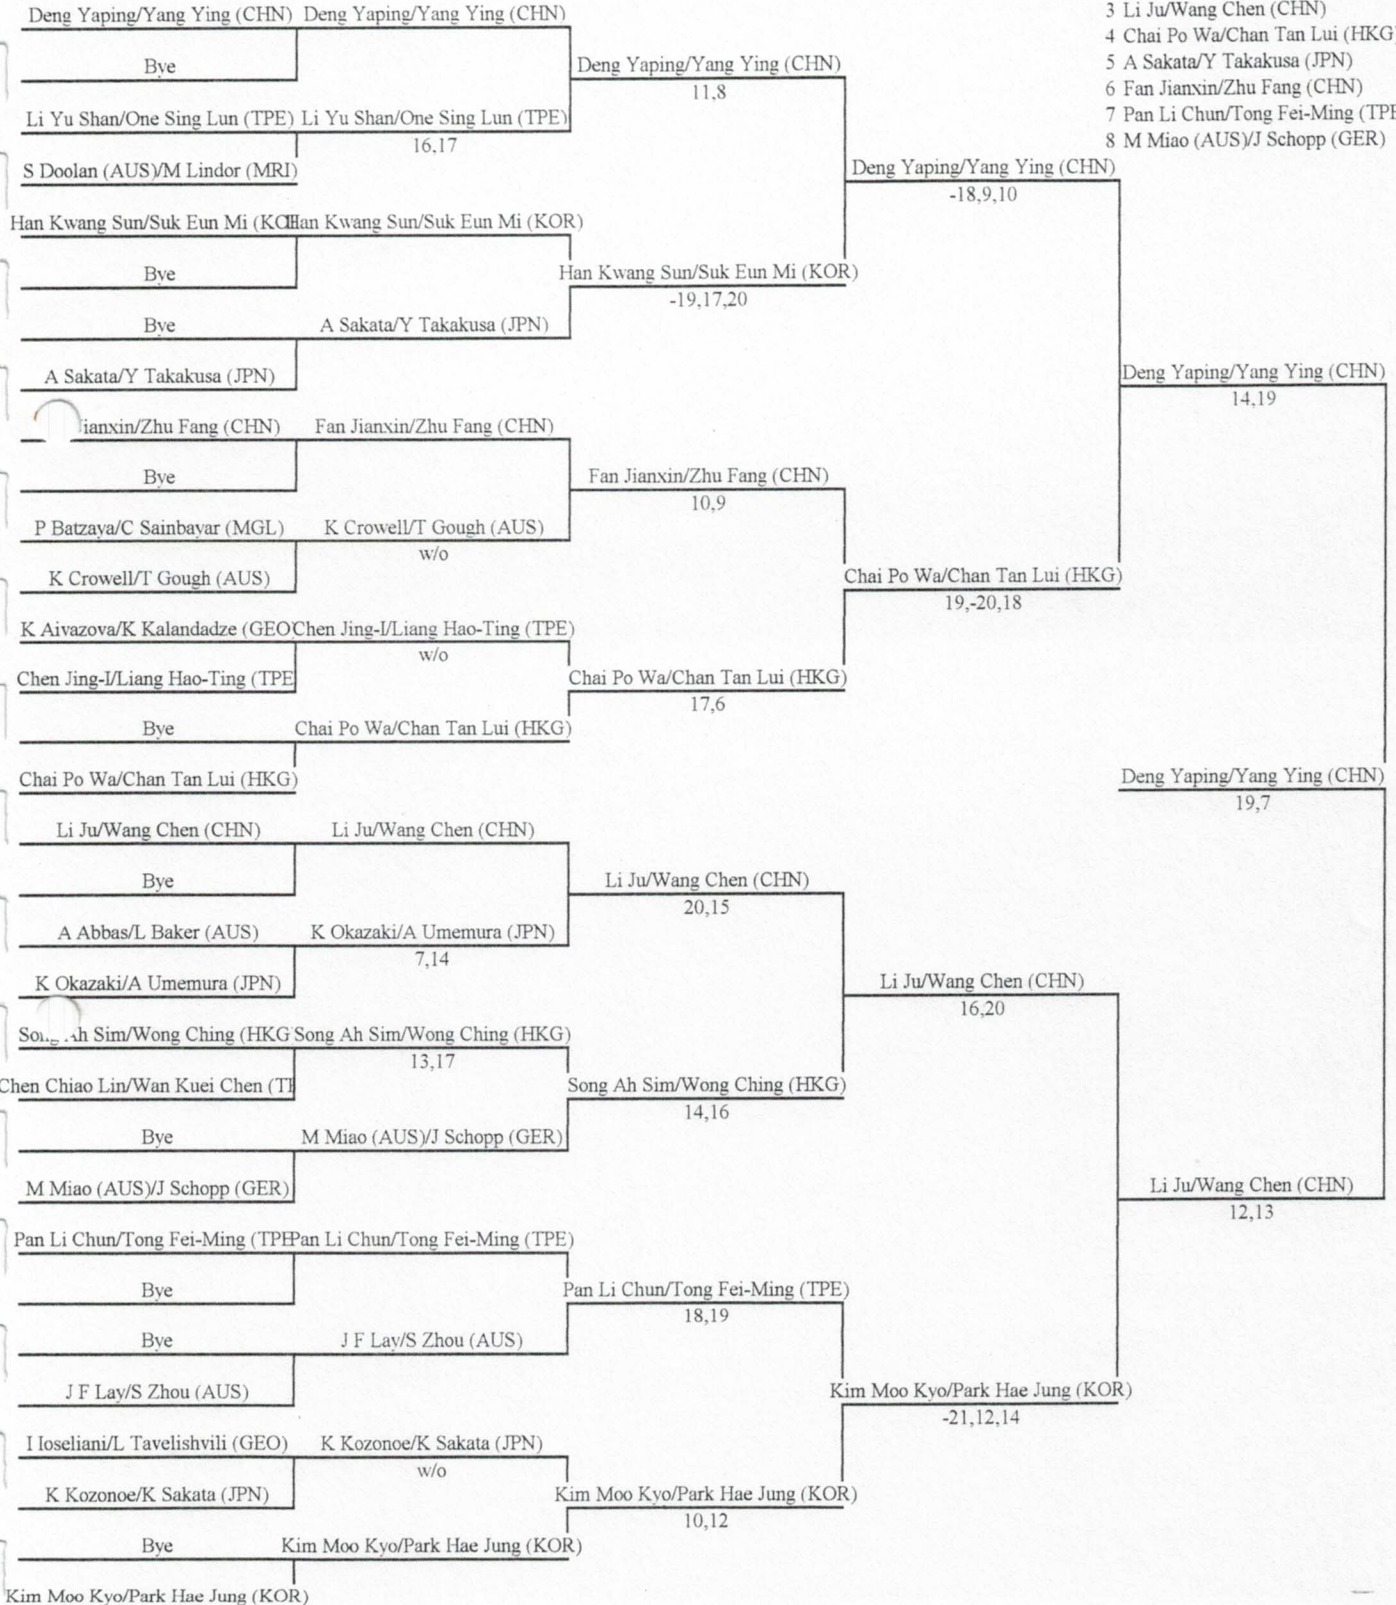 3 Li Ju/Wang Chen (CHN)
4 Chai Po Wa/Chan Tan Lui (HKG
5 A Sakata/Y Takakusa (JPN)
6 Fan Jianxin/Zhu Fang (CHN)
7 Pan Li Chun/Tong Fei-Ming (TPE
8 M Miao (AUS)/J Schopp (GER)
Deng Yaping/Yang Ying (CHN) Deng Yaping/Yang Ying (CHN)
Deng Yaping/Yang Ying (CHN)
Bye
11,8
Li Yu Shan/One Sing Lun (TPE) Li Yu Shan/One Sing Lun (TPE)
16,17
S Doolan (AUS)/M Lindor (MRI)
Deng Yaping/Yang Ying (CHN)
-18,9,10
Han Kwang Sun/Suk Eun Mi (KO Han Kwang Sun/Suk Eun Mi (KOR)
Bye
Han Kwang Sun/Suk Eun Mi (KOR)
-19,17,20
Bye A Sakata/Y Takakusa (JPN)
A Sakata/Y Takakusa (JPN)
Deng Yaping/Yang Ying (CHN)
14,19
ianxin/Zhu Fang (CHN) Fan Jianxin/Zhu Fang (CHN)
Bye
Fan Jianxin/Zhu Fang (CHN)
10,9
P Batzaya/C Sainbayar (MGL) K Crowell/T Gough (AUS)
w/o
K Crowell/T Gough (AUS)
Chai Po Wa/Chan Tan Lui (HKG)
19,-20,18
K Aivazova/K Kalandadze (GEO Chen Jing-I/Liang Hao-Ting (TPE)
w/o
Chen Jing-I/Liang Hao-Ting (TPE
Chai Po Wa/Chan Tan Lui (HKG)
17,6
Bye Chai Po Wa/Chan Tan Lui (HKG)
Chai Po Wa/Chan Tan Lui (HKG)
Deng Yaping/Yang Ying (CHN)
19,7
Li Ju/Wang Chen (CHN) Li Ju/Wang Chen (CHN)
Bye
Li Ju/Wang Chen (CHN)
20,15
A Abbas/L Baker (AUS) K Okazaki/A Umemura (JPN)
7,14
K Okazaki/A Umemura (JPN)
Li Ju/Wang Chen (CHN)
16,20
Song Ah Sim/Wong Ching (HKG Song Ah Sim/Wong Ching (HKG)
13,17
Chen Chiao Lin/Wan Kuei Chen (TP
Song Ah Sim/Wong Ching (HKG)
14,16
Bye M Miao (AUS)/J Schopp (GER)
M Miao (AUS)/J Schopp (GER)
Li Ju/Wang Chen (CHN)
12,13
Pan Li Chun/Tong Fei-Ming (TPE Pan Li Chun/Tong Fei-Ming (TPE)
Bye
Pan Li Chun/Tong Fei-Ming (TPE)
18,19
Bye J F Lay/S Zhou (AUS)
J F Lay/S Zhou (AUS)
Kim Moo Kyo/Park Hae Jung (KOR)
-21,12,14
I Ioseliani/L Tavelishvili (GEO) K Kozonoe/K Sakata (JPN)
w/o
K Kozonoe/K Sakata (JPN)
Kim Moo Kyo/Park Hae Jung (KOR)
10,12
Bye Kim Moo Kyo/Park Hae Jung (KOR)
Kim Moo Kyo/Park Hae Jung (KOR)